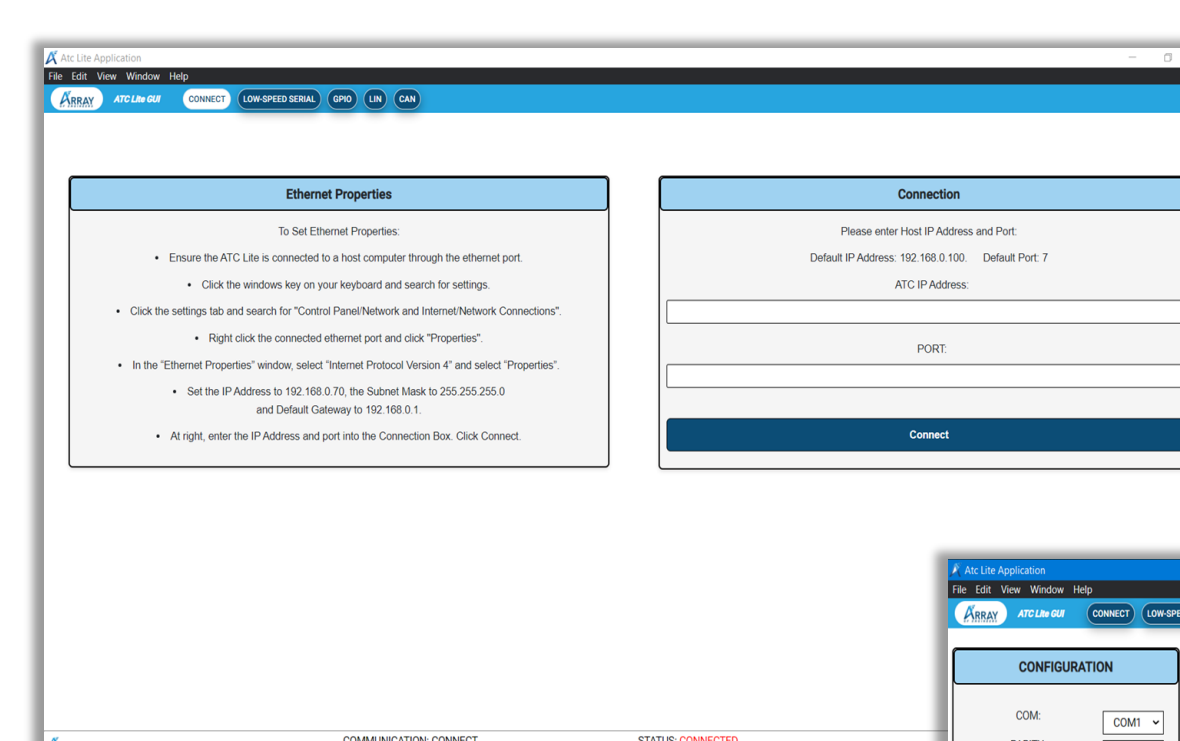 Atc Lite Application
File Edit View Window Help
ARRAY
ATC Lite GUI CONNECT LOW-SPEED SERIAL GPIO LIN CAN
Ethernet Properties
To Set Ethernet Properties:
• Ensure the ATC Lite is connected to a host computer through the ethernet port.
• Click the windows key on your keyboard and search for settings.
• Click the settings tab and search for "Control Panel/Network and Internet/Network Connections".
• Right click the connected ethernet port and click "Properties".
• In the "Ethernet Properties" window, select "Internet Protocol Version 4" and select "Properties".
• Set the IP Address to 192.168.0.70, the Subnet Mask to 255.255.255.0
and Default Gateway to 192.168.0.1.
• At right, enter the IP Address and port into the Connection Box. Click Connect.
Connection
Please enter Host IP Address and Port:
Default IP Address: 192.168.0.100. Default Port: 7
ATC IP Address:
PORT:
Connect
COMMUNICATION: CONNECT
STATUS: CONNECTED
Atc Lite Application
File Edit View Window Help
ARRAY
ATC Lite GUI CONNECT LOW-SPE
CONFIGURATION
COM: COM1